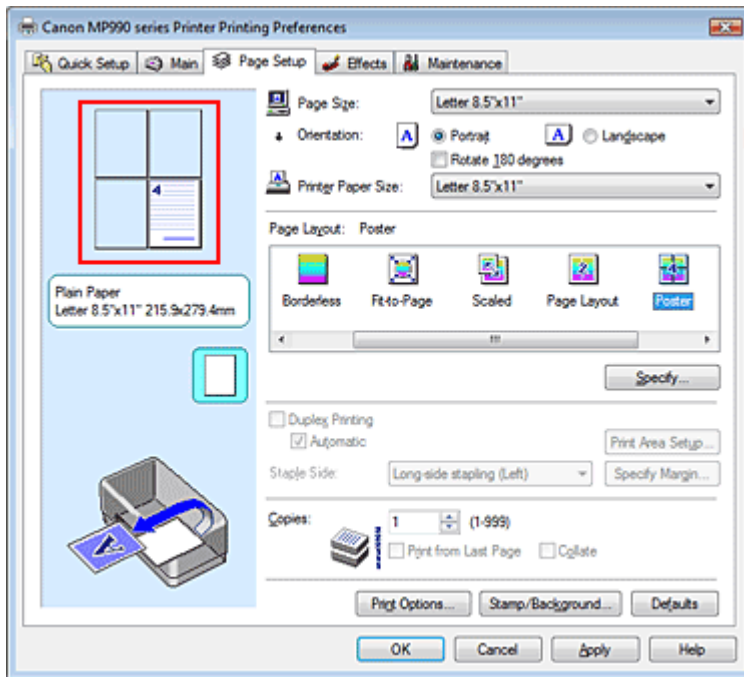 Canon MP990 series Printer Printing Preferences
Quick Setup Main Page Setup Effects Maintenance
Page Size: Letter 8.5"x11"
Orientation: A Portrait A Landscape
Rotate 180 degrees
Printer Paper Size: Letter 8.5"x11"
4
Plain Paper
Letter 8.5"x11" 215.9x279.4mm
Page Layout: Poster
Borderless Fit-to-Page Scaled Page Layout Poster
Specify...
Duplex Printing
Automatic Print Area Setup...
Staple Side: Long-side stapling (Left) Specify Margin...
Copies: 1 (1-999)
Print from Last Page Collate
Print Options... Stamp/Background... Defaults
OK Cancel Apply Help